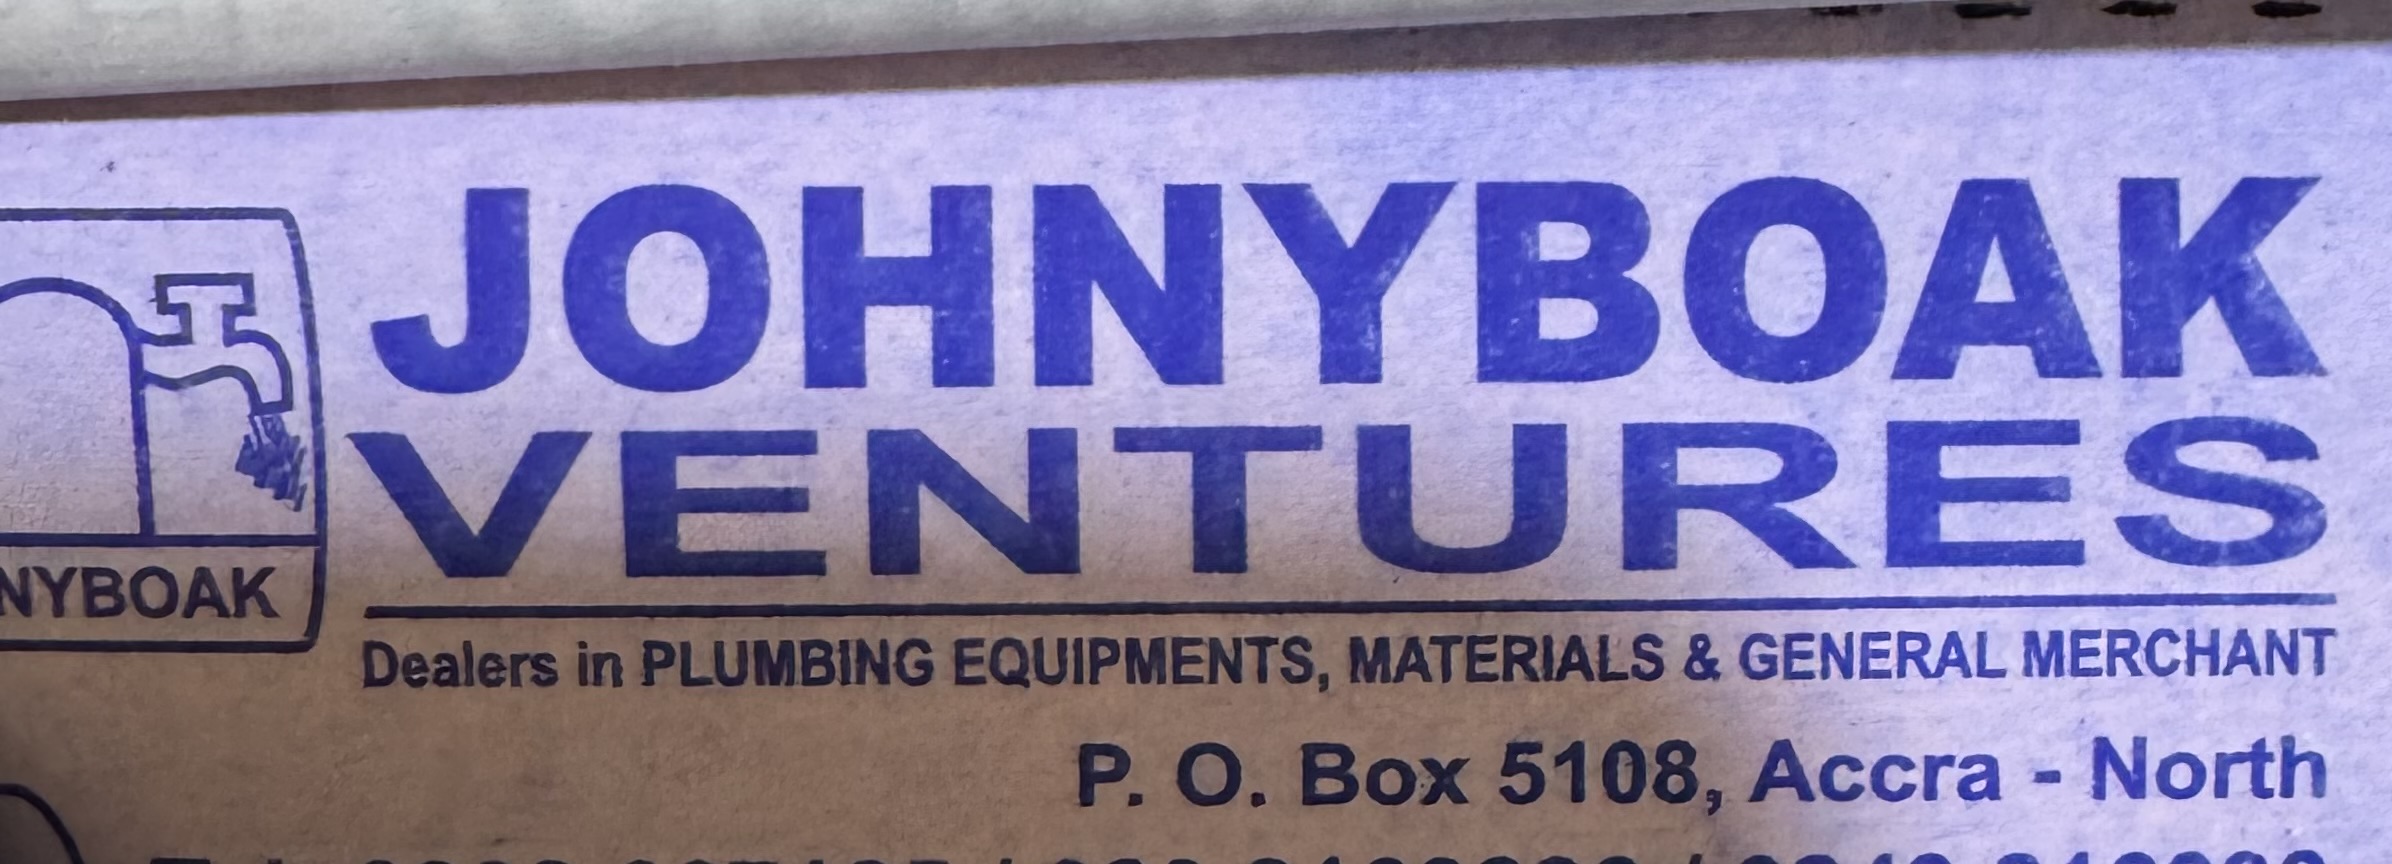 JOHNYBOAK
VENTURES
NYBOAK
Dealers in PLUMBING EQUIPMENTS, MATERIALS & GENERAL MERCHANT
P. O. Box 5108, Accra - North